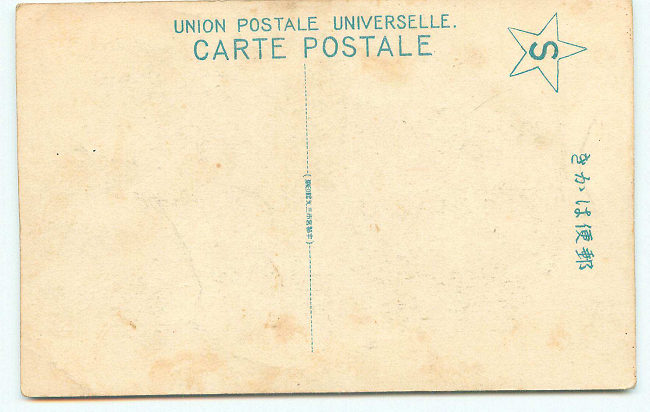 UNION POSTALE UNIVERSELLE.
CARTE POSTALE
S
郵便はかき